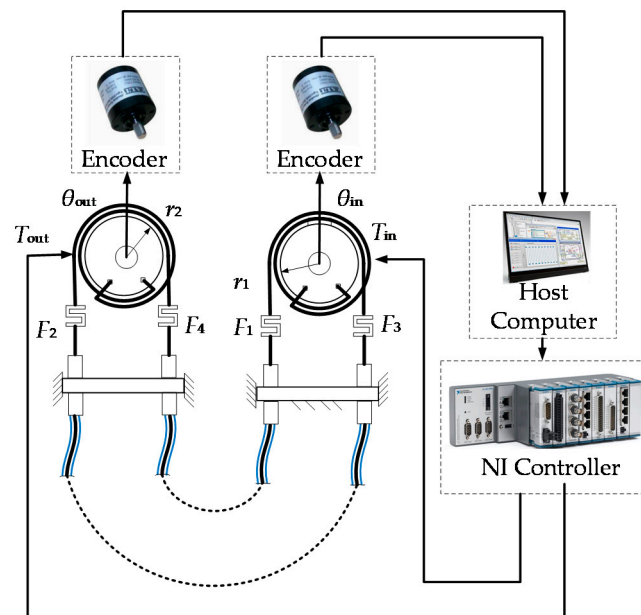 Encoder
Encoder
θout
r2
θin
Tout
Tin
r1
F2
F4
F1
F3
Host
Computer
NI Controller